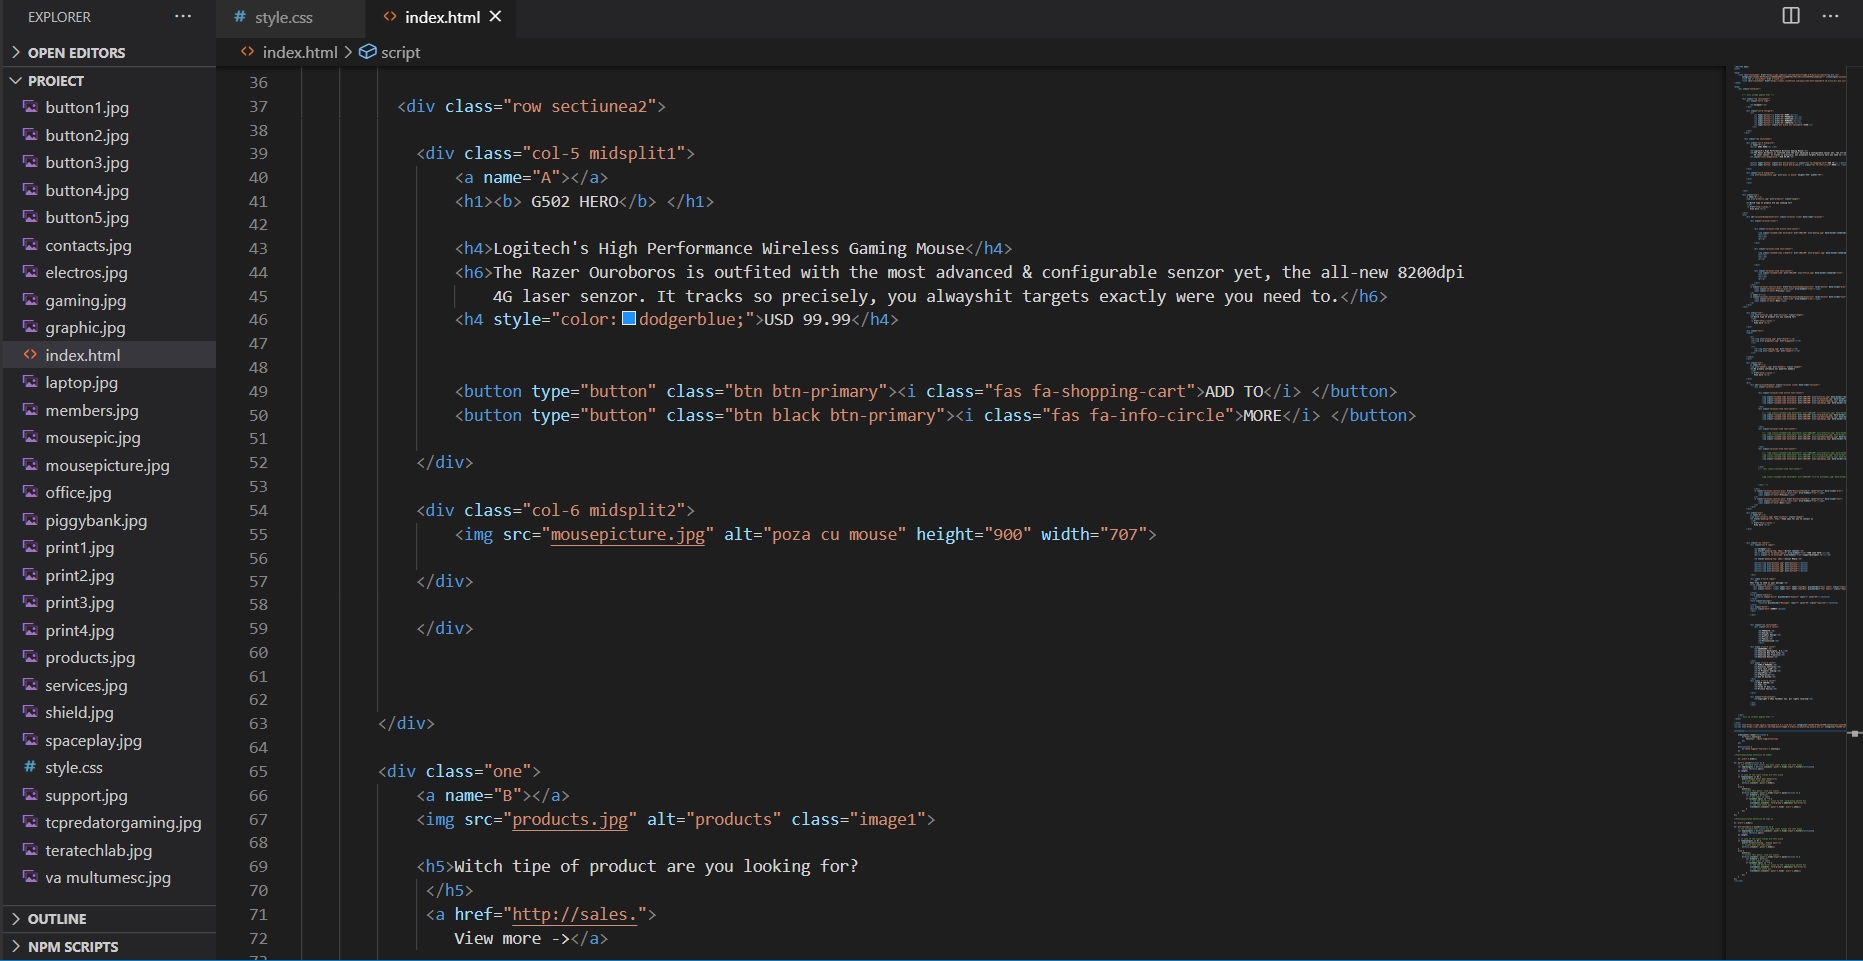 EXPLORER
style.css
index.html
OPEN EDITORS
index.html
script
PROIECT
button1.jpg
button2.jpg
button3.jpg
button4.jpg
button5.jpg
contacts.jpg
electros.jpg
gaming.jpg
graphic.jpg
index.html
laptop.jpg
members.jpg
mousepic.jpg
mousepicture.jpg
office.jpg
piggybank.jpg
print1.jpg
print2.jpg
print3.jpg
print4.jpg
products.jpg
services.jpg
shield.jpg
spaceplay.jpg
# style.css
support.jpg
tcpredatorgaming.jpg
teratechlab.jpg
va multumesc.jpg
OUTLINE
NPM SCRIPTS
36
37 <div class="row sectiunea2">
38
39 <div class="col-5 midsplit1">
40 <a name="A"></a>
41 <h1><b> G502 HERO</b> </h1>
42
43 <h4>Logitech's High Performance Wireless Gaming Mouse</h4>
44 <h6>The Razer Ouroboros is outfited with the most advanced & configurable senzor yet, the all-new 8200dpi
45 4G laser senzor. It tracks so precisely, you alwayshit targets exactly were you need to.</h6>
46 <h4 style="color:dodgerblue;">USD 99.99</h4>
47
48
49 <button type="button" class="btn btn-primary"><i class="fas fa-shopping-cart">ADD TO</i> </button>
50 <button type="button" class="btn black btn-primary"><i class="fas fa-info-circle">MORE</i> </button>
51
52 </div>
53
54 <div class="col-6 midsplit2">
55 <img src="mousepicture.jpg" alt="poza cu mouse" height="900" width="707">
56
57 </div>
58
59 </div>
60
61
62
63 </div>
64
65 <div class="one">
66 <a name="B"></a>
67 <img src="products.jpg" alt="products" class="image1">
68
69 <h5>Witch tipe of product are you looking for?
70 </h5>
71 <a href="http://sales.">
72 View more -></a>